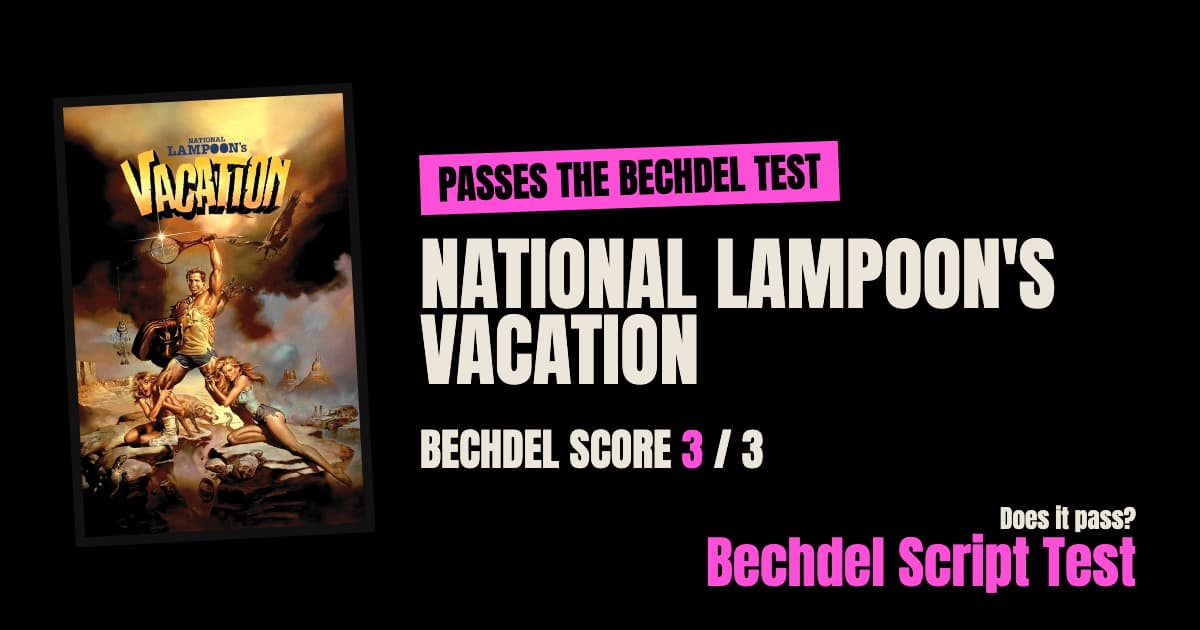 NATIONAL
LAMPOON's
VACATION
PASSES THE BECHDEL TEST
NATIONAL LAMPOON'S
VACATION
BECHDEL SCORE 3 / 3
Does it pass?
Bechdel Script Test